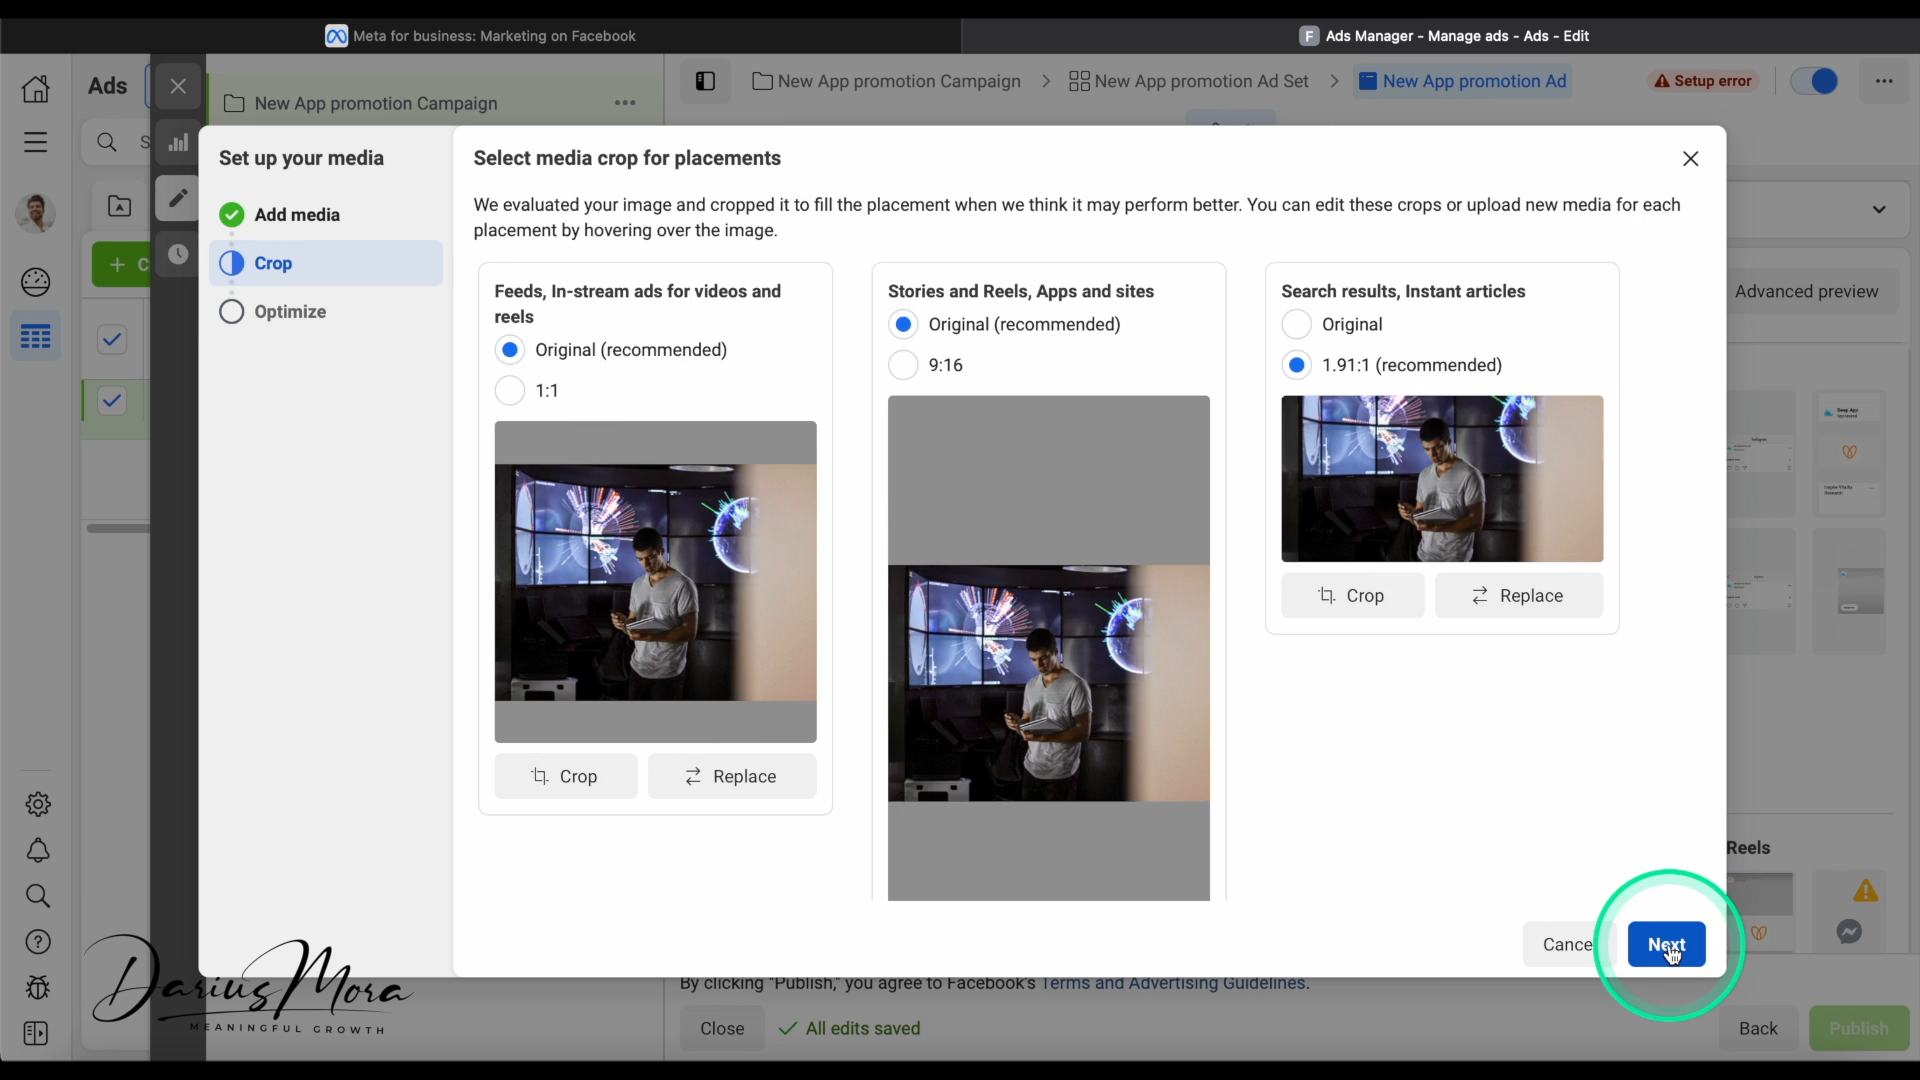 Meta for business: Marketing on Facebook
F Ads Manager - Manage ads - Ads - Edit
Ads
New App promotion Campaign
New App promotion Campaign
New App promotion Ad Set
New App promotion Ad
Setup error
Set up your media
Add media
Crop
Optimize
Select media crop for placements
We evaluated your image and cropped it to fill the placement when we think it may perform better. You can edit these crops or upload new media for each
placement by hovering over the image.
Feeds, In-stream ads for videos and
reels
Original (recommended)
1:1
Crop
Replace
Stories and Reels, Apps and sites
Original (recommended)
9:16
Search results, Instant articles
Original
1.91:1 (recommended)
Crop
Replace
Advanced preview
Reels
Cance
Next
By clicking "Publish," you agree to Facebook's Terms and Advertising Guidelines.
Close
All edits saved
Back
Publish
Darius Mora
MEANINGFUL GROWTH